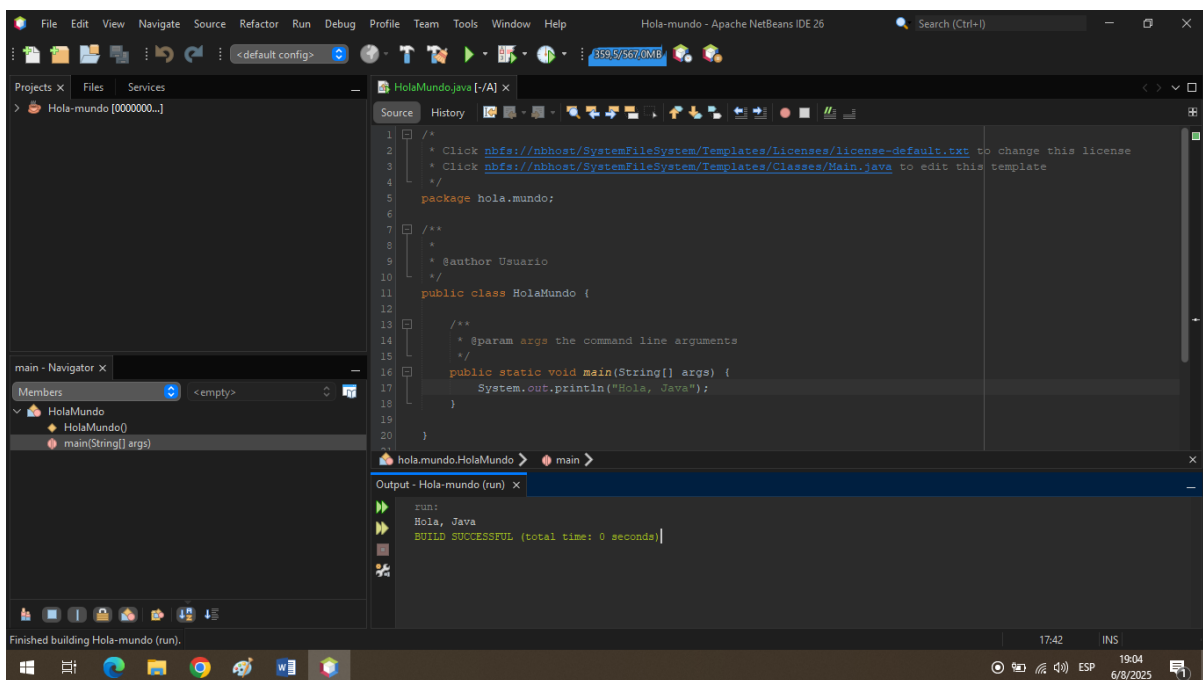 File Edit View Navigate Source Refactor Run Debug Profile Team Tools Window Help Hola-mundo - Apache NetBeans IDE 26 Search (Ctrl+I)
<default config> 359,5/567,0MB
Projects Files Services
Hola-mundo [0000000...]
HolaMundo.java [-/A]
Source History
1 /*
2 * Click nbfs://nbhost/SystemFileSystem/Templates/Licenses/license-default.txt to change this license
3 * Click nbfs://nbhost/SystemFileSystem/Templates/Classes/Main.java to edit this template
4 */
5 package hola.mundo;
6
7 /**
8 *
9 * @author Usuario
10 */
11 public class HolaMundo {
12
13 /**
14 * @param args the command line arguments
15 */
16 public static void main(String[] args) {
17 System.out.println("Hola, Java");
18 }
19
20 }
21
hola.mundo.HolaMundo main
main - Navigator
Members <empty>
HolaMundo
HolaMundo()
main(String[] args)
Output - Hola-mundo (run)
run:
Hola, Java
BUILD SUCCESSFUL (total time: 0 seconds)
Finished building Hola-mundo (run). 17:42 INS
ESP 19:04
6/8/2025
1